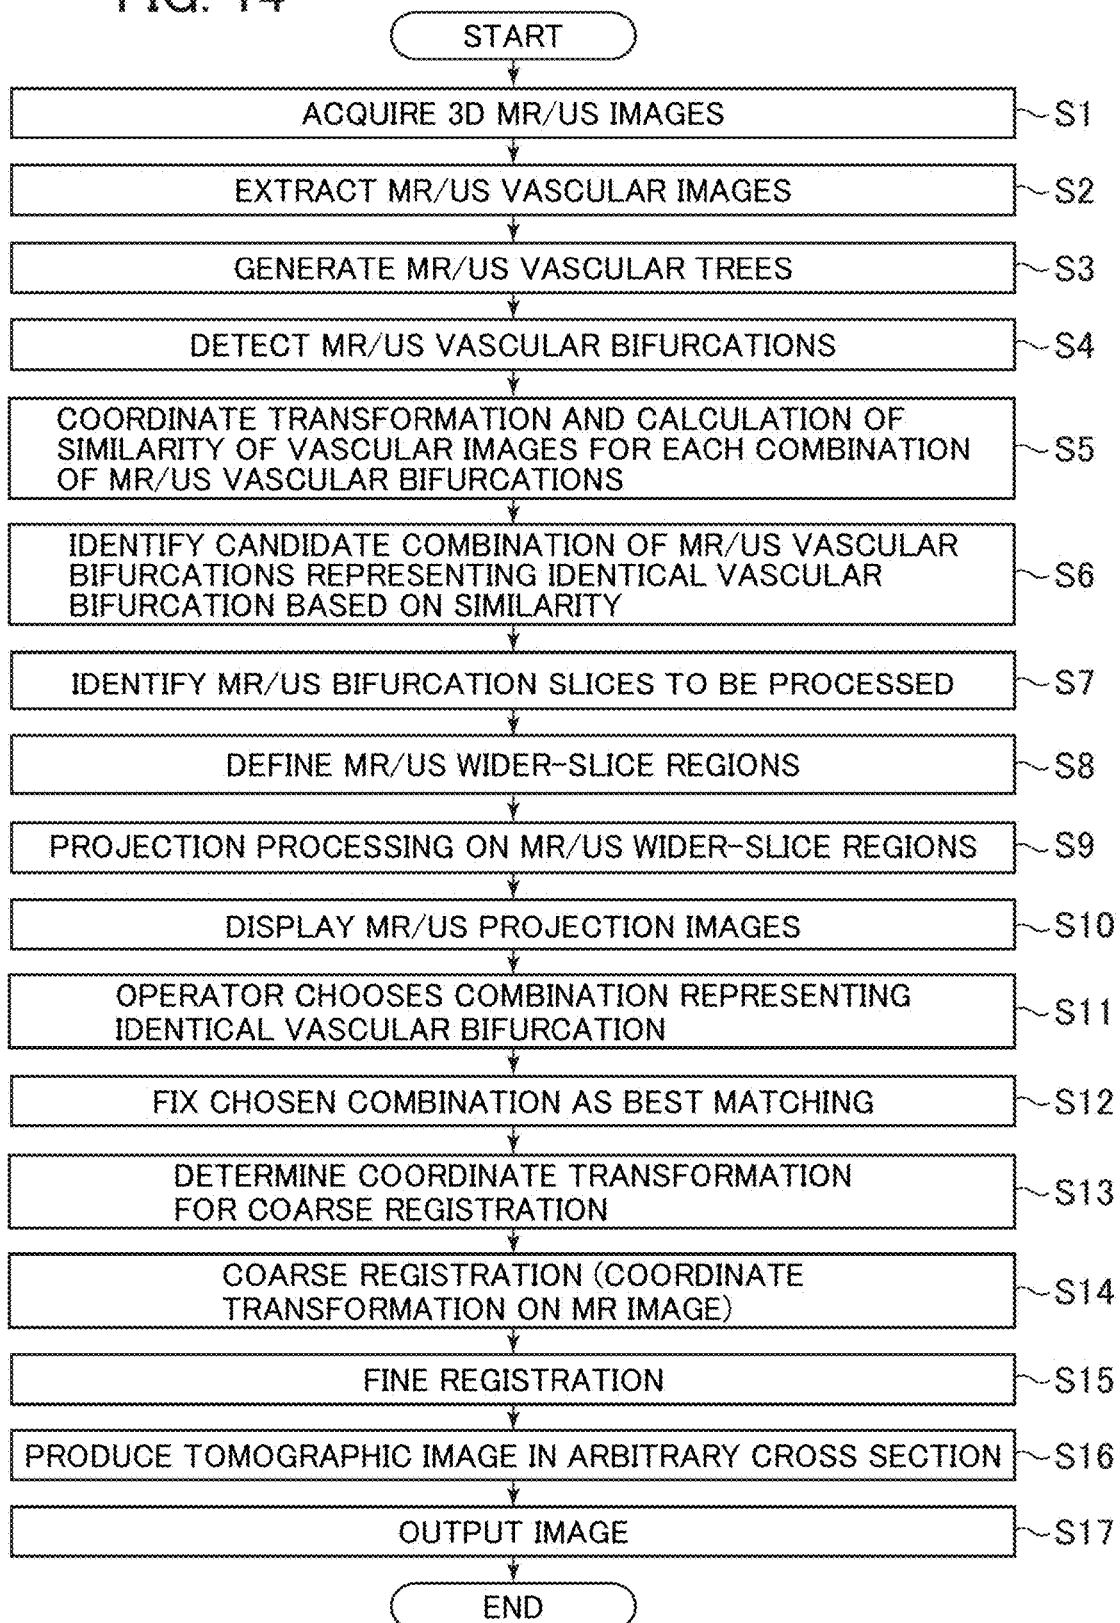 FIG. 14
START
ACQUIRE 3D MR/US IMAGES S1
EXTRACT MR/US VASCULAR IMAGES S2
GENERATE MR/US VASCULAR TREES S3
DETECT MR/US VASCULAR BIFURCATIONS S4
COORDINATE TRANSFORMATION AND CALCULATION OF
SIMILARITY OF VASCULAR IMAGES FOR EACH COMBINATION S5
OF MR/US VASCULAR BIFURCATIONS
IDENTIFY CANDIDATE COMBINATION OF MR/US VASCULAR
BIFURCATIONS REPRESENTING IDENTICAL VASCULAR S6
BIFURCATION BASED ON SIMILARITY
IDENTIFY MR/US BIFURCATION SLICES TO BE PROCESSED S7
DEFINE MR/US WIDER-SLICE REGIONS S8
PROJECTION PROCESSING ON MR/US WIDER-SLICE REGIONS S9
DISPLAY MR/US PROJECTION IMAGES S10
OPERATOR CHOOSES COMBINATION REPRESENTING S11
IDENTICAL VASCULAR BIFURCATION
FIX CHOSEN COMBINATION AS BEST MATCHING S12
DETERMINE COORDINATE TRANSFORMATION S13
FOR COARSE REGISTRATION
COARSE REGISTRATION (COORDINATE S14
TRANSFORMATION ON MR IMAGE)
FINE REGISTRATION S15
PRODUCE TOMOGRAPHIC IMAGE IN ARBITRARY CROSS SECTION S16
OUTPUT IMAGE S17
END